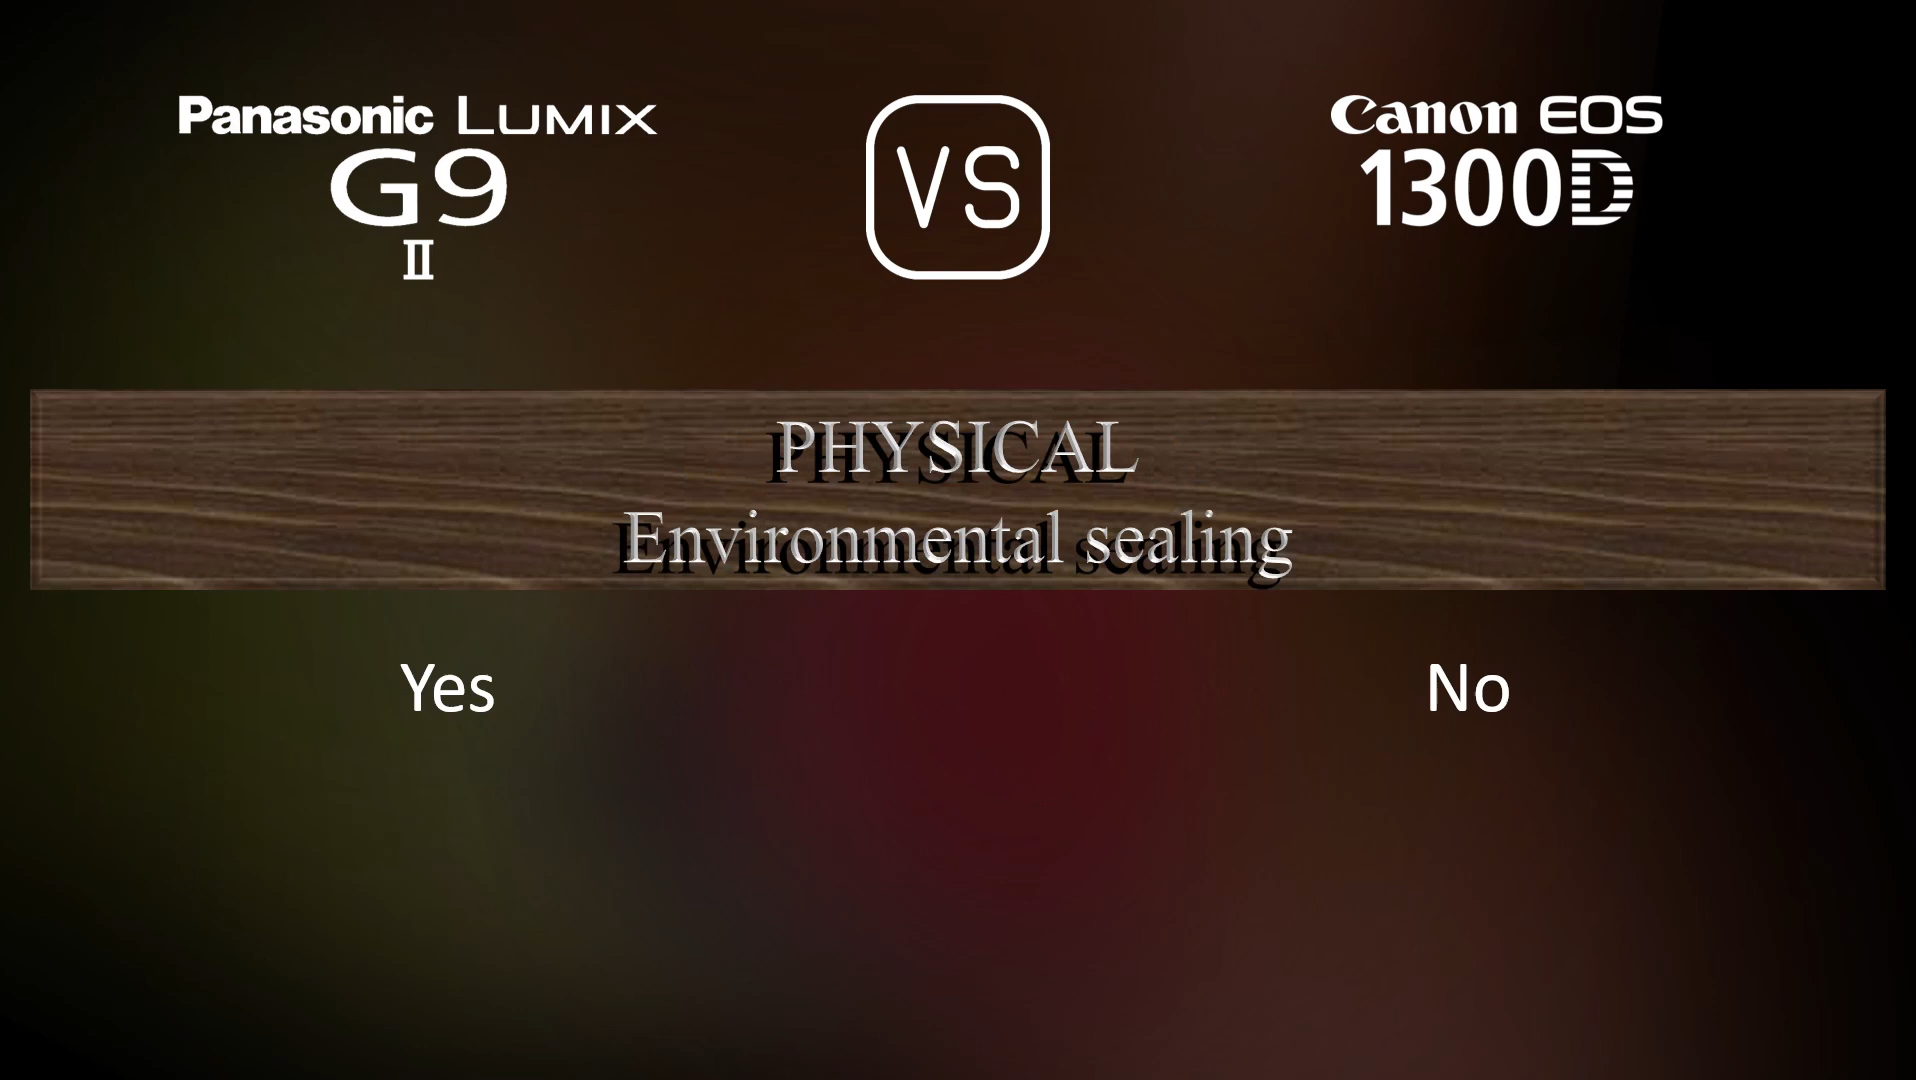 Panasonic LUMIX
G9
II
VS
Canon EOS
1300D
PHYSICAL
Environmental sealing
Yes
No